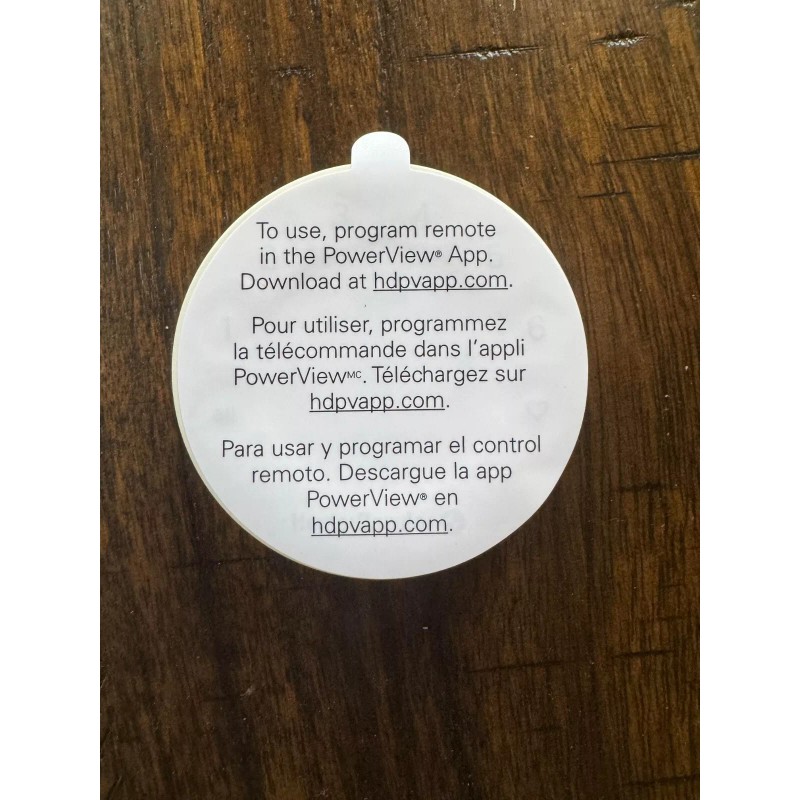 To use, program remote
in the PowerView® App.
Download at hdpvapp.com.
Pour utiliser, programmez
la télécommande dans l'appli
PowerViewᴹᶜ. Téléchargez sur
hdpvapp.com.
Para usar y programar el control
remoto. Descargue la app
PowerView® en
hdpvapp.com.